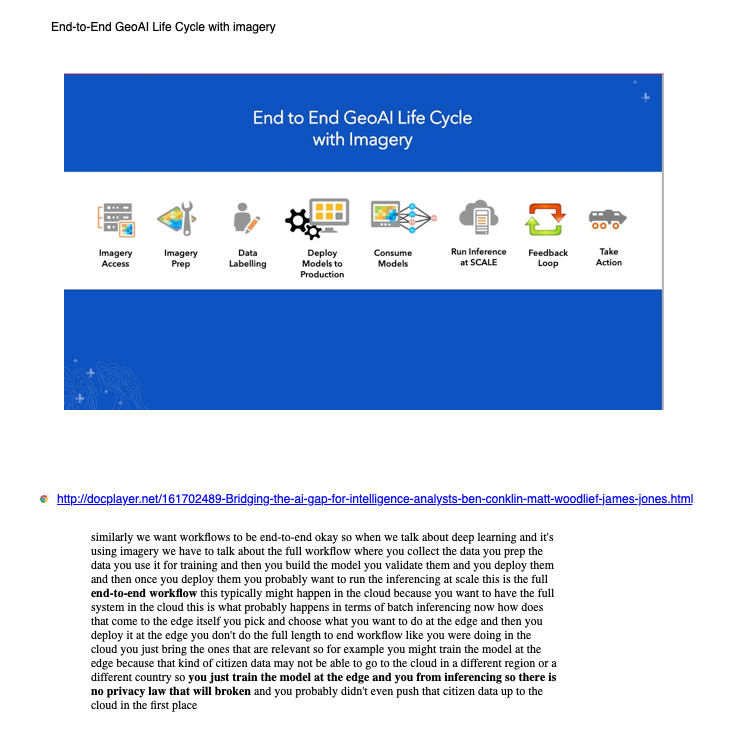 End-to-End GeoAI Life Cycle with imagery
End to End GeoAI Life Cycle
with Imagery
Imagery
Access
Imagery
Prep
Data
Labelling
Deploy
Models to
Production
Consume
Models
Run Inference
at SCALE
Feedback
Loop
Take
Action
http://docplayer.net/161702489-Bridging-the-ai-gap-for-intelligence-analysts-ben-conklin-matt-woodlief-james-jones.html
similarly we want workflows to be end-to-end okay so when we talk about deep learning and it's
using imagery we have to talk about the full workflow where you collect the data you prep the
data you use it for training and then you build the model you validate them and you deploy them
and then once you deploy them you probably want to run the inferencing at scale this is the full
end-to-end workflow this typically might happen in the cloud because you want to have the full
system in the cloud this is what probably happens in terms of batch inferencing now how does
that come to the edge itself you pick and choose what you want to do at the edge and then you
deploy it at the edge you don't do the full length to end workflow like you were doing in the
cloud you just bring the ones that are relevant so for example you might train the model at the
edge because that kind of citizen data may not be able to go to the cloud in a different region or a
different country so you just train the model at the edge and you from inferencing so there is
no privacy law that will broken and you probably didn't even push that citizen data up to the
cloud in the first place